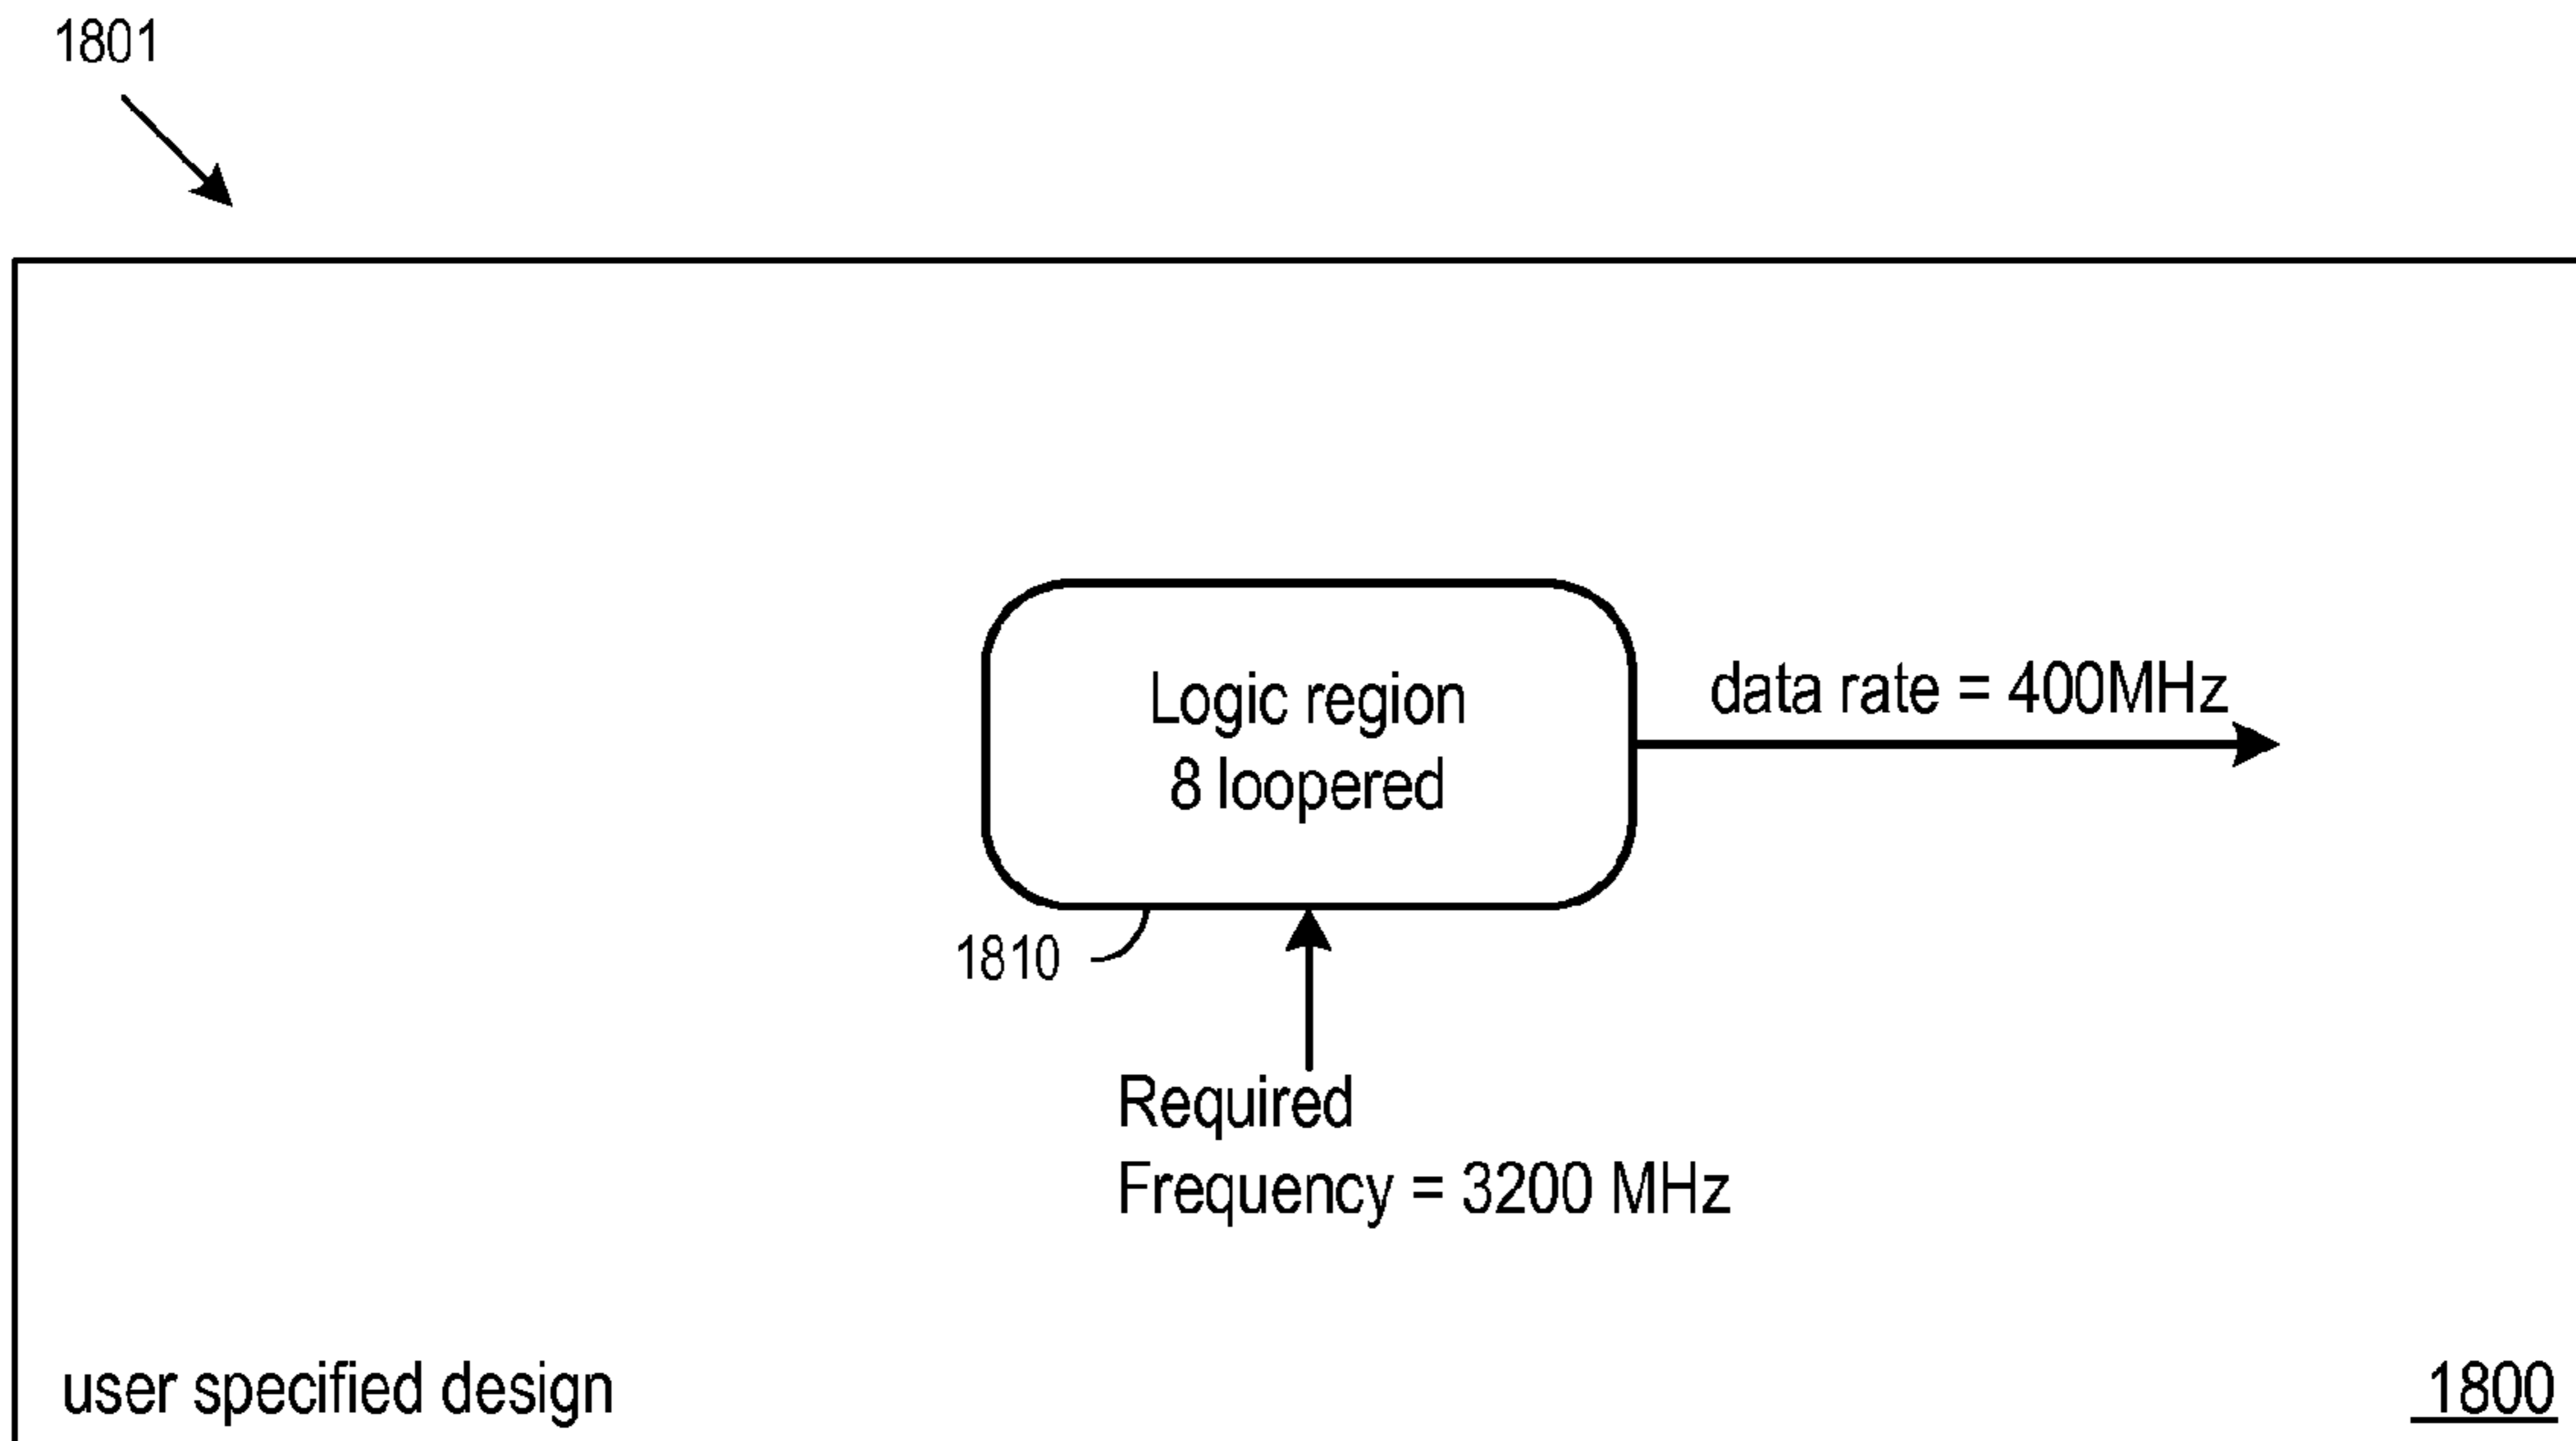 1801
Logic region
8 loopered
data rate = 400MHz
1810
Required
Frequency = 3200 MHz
user specified design
1800